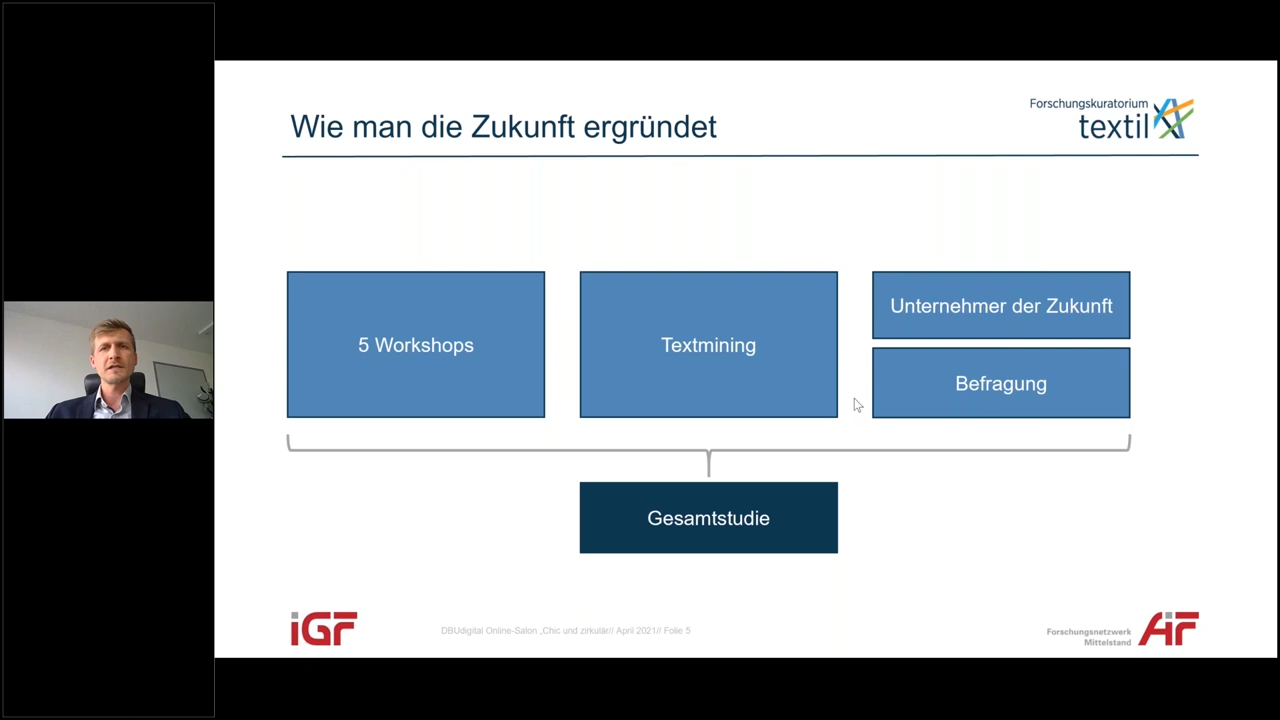 Wie man die Zukunft ergründet
Forschungskuratorium
textil
5 Workshops
Textmining
Unternehmer der Zukunft
Befragung
Gesamtstudie
iGF
DBUdigital Online-Salon „Chic und zirkulär// April 2021// Folie 5
Forschungsnetzwerk
Mittelstand
AiF